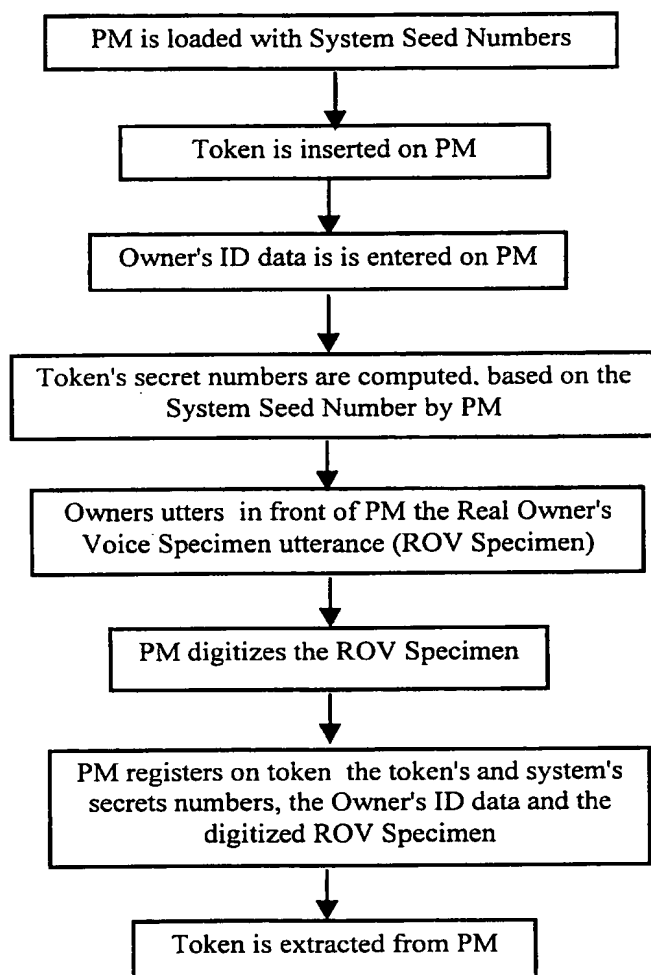 PM is loaded with System Seed Numbers
Token is inserted on PM
Owner's ID data is is entered on PM
Token's secret numbers are computed. based on the
System Seed Number by PM
Owners utters in front of PM the Real Owner's
Voice Specimen utterance (ROV Specimen)
PM digitizes the ROV Specimen
PM registers on token the token's and system's
secrets numbers, the Owner's ID data and the
digitized ROV Specimen
Token is extracted from PM